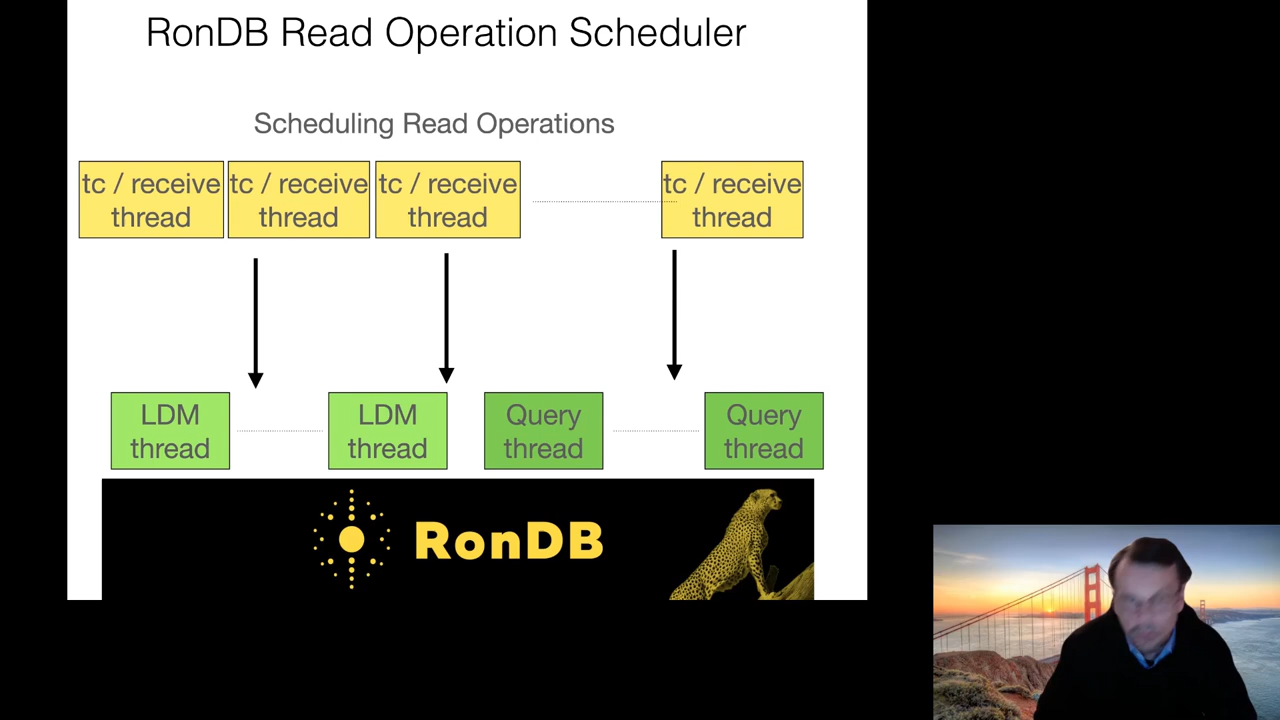 RonDB Read Operation Scheduler
Scheduling Read Operations
tc / receive
thread
tc / receive
thread
tc / receive
thread
tc / receive
thread
LDM
thread
LDM
thread
Query
thread
Query
thread
RonDB